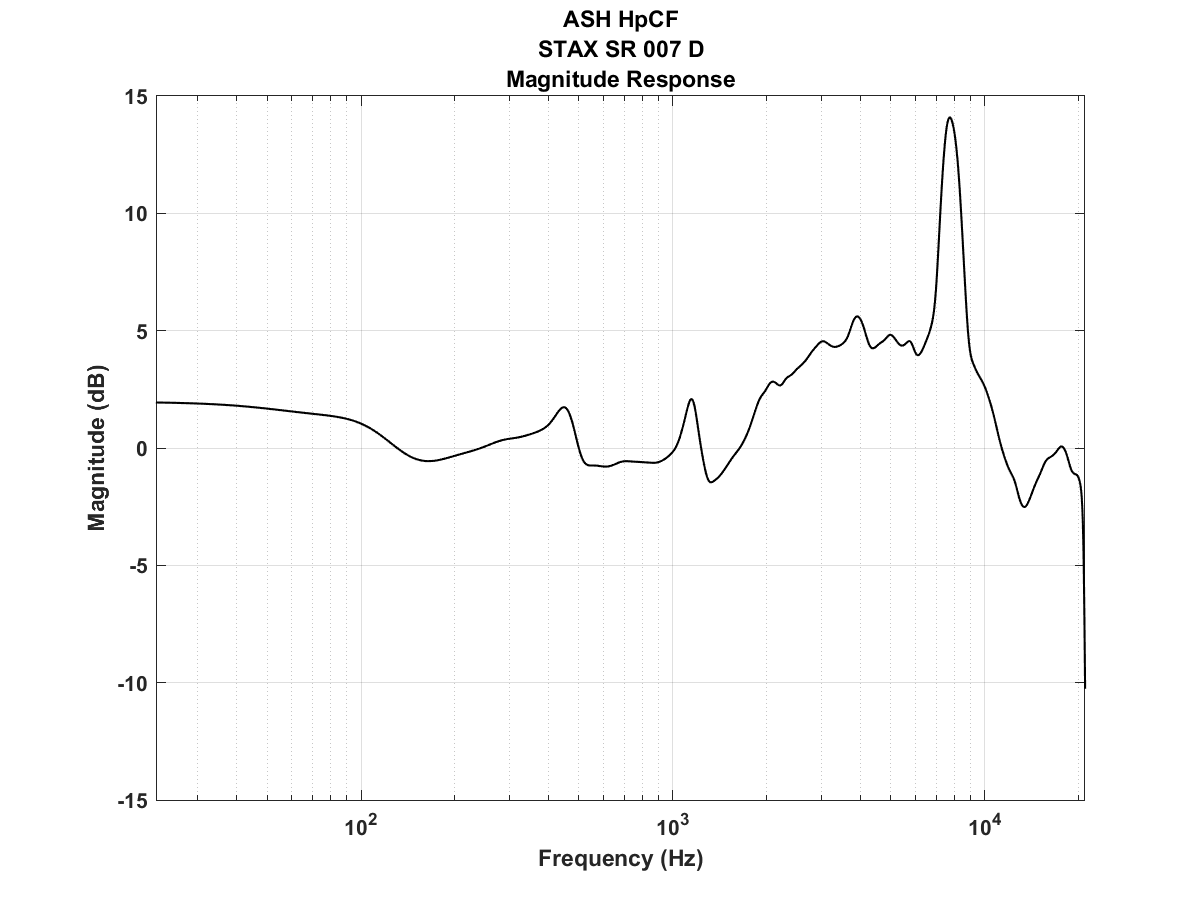 ASH HpCF
STAX SR 007 D
Magnitude Response
15
10
5
0
-5
-10
-15
Magnitude (dB)
10²
10³
10⁴
Frequency (Hz)